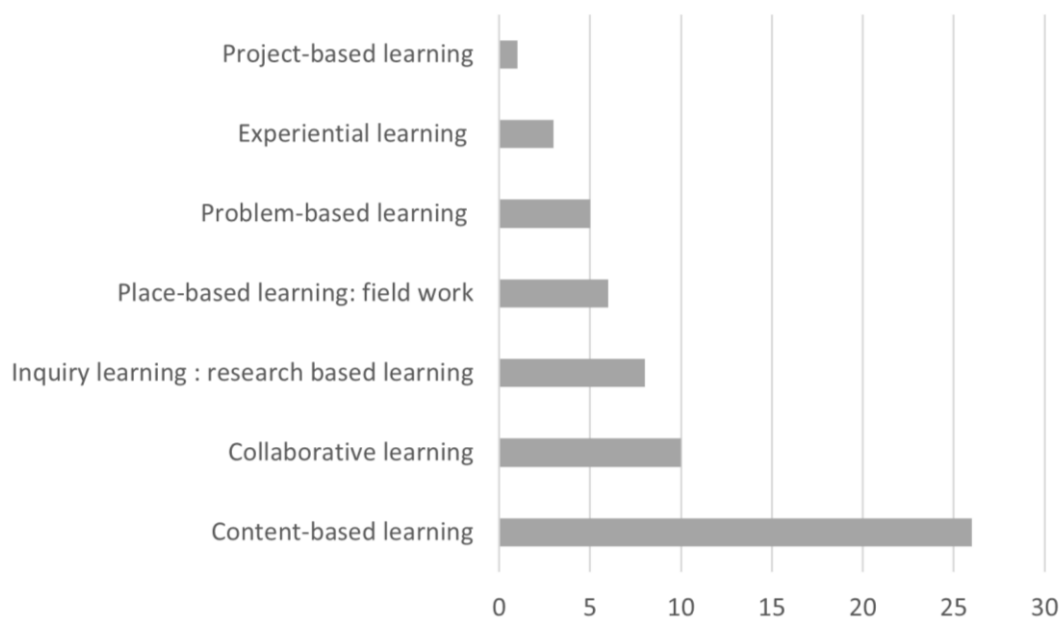 Project-based learning
Experiential learning
Problem-based learning
Place-based learning: field work
Inquiry learning : research based learning
Collaborative learning
Content-based learning
0 5 10 15 20 25 30